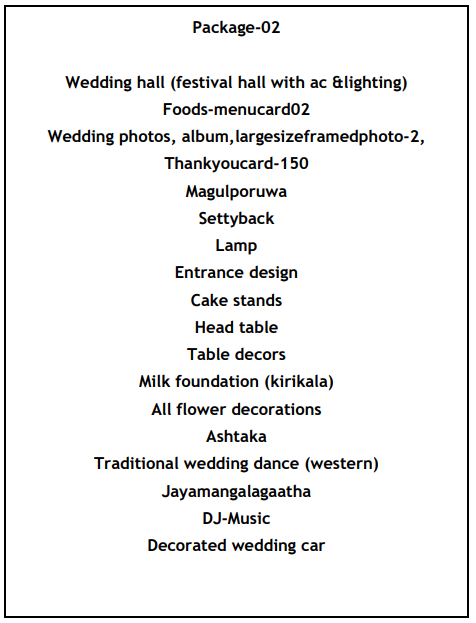 Package-02
Wedding hall (festival hall with ac &lighting)
Foods-menucard02
Wedding photos, album,largesizeframedphoto-2,
Thankyoucard-150
Magulporuwa
Settyback
Lamp
Entrance design
Cake stands
Head table
Table decors
Milk foundation (kirikala)
All flower decorations
Ashtaka
Traditional wedding dance (western)
Jayamangalagaatha
DJ-Music
Decorated wedding car